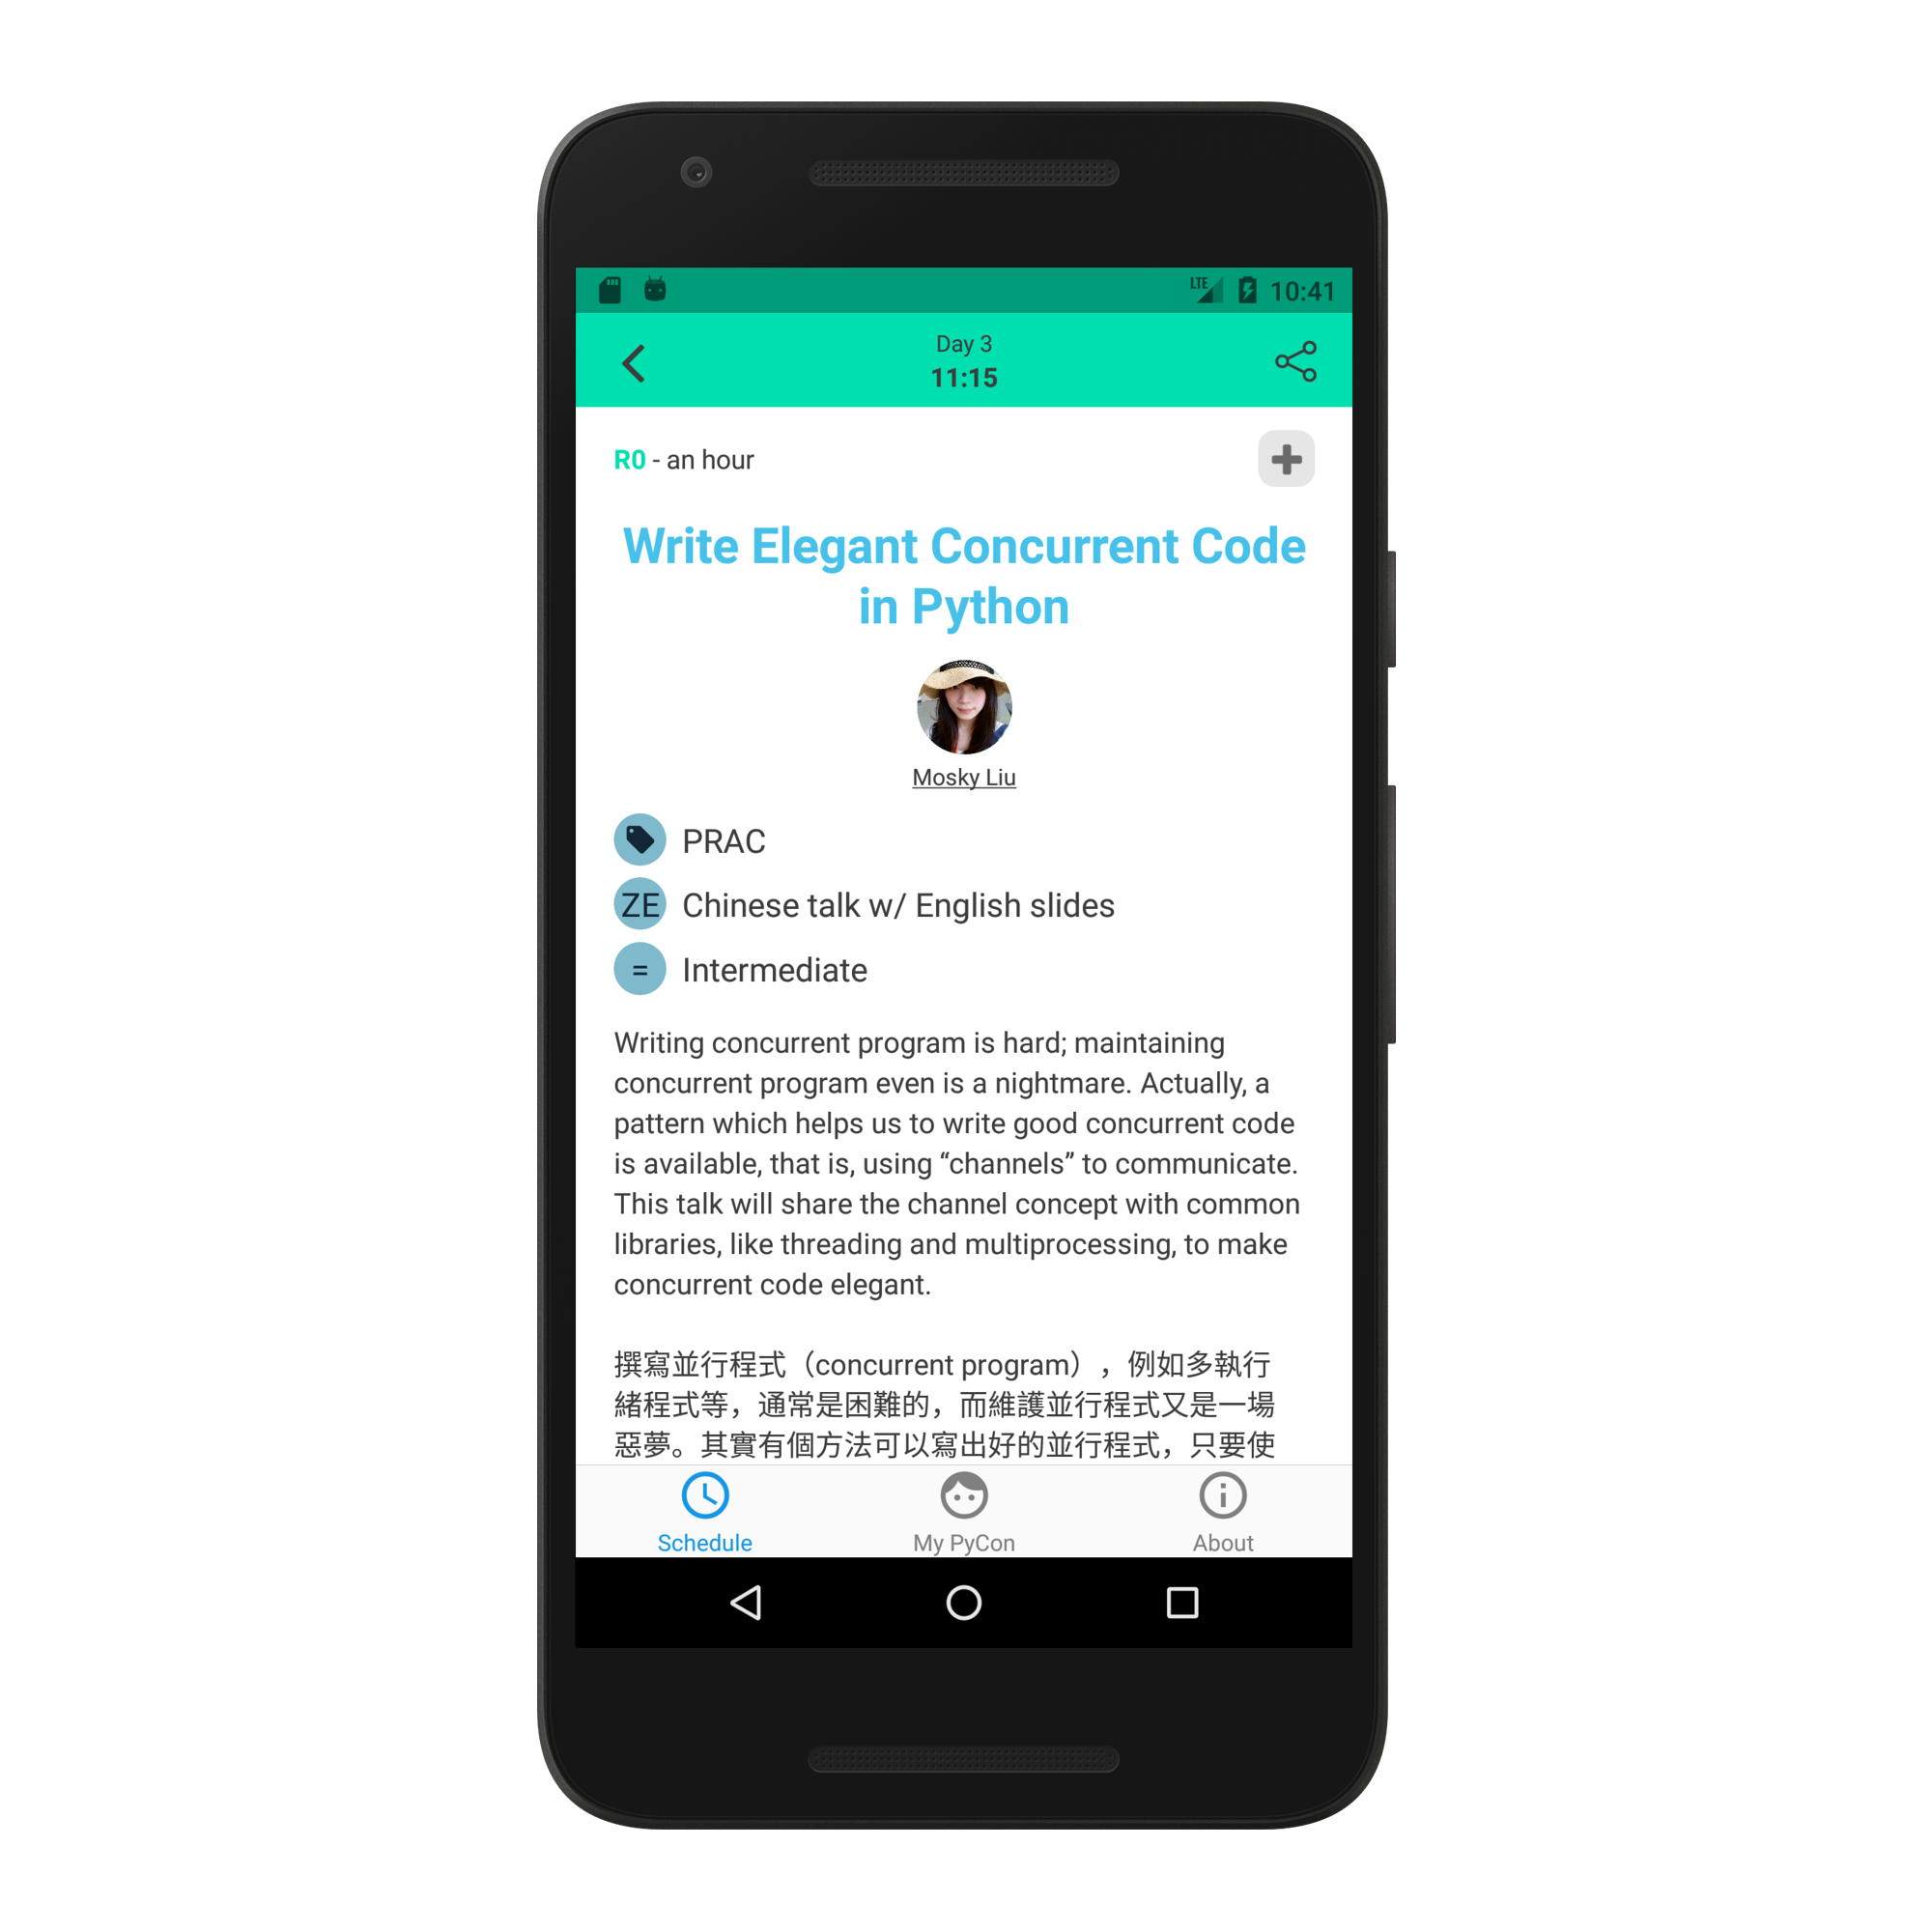 LTE 10:41
Day 3
11:15
R0 - an hour
Write Elegant Concurrent Code
in Python
Mosky Liu
PRAC
ZE Chinese talk w/ English slides
= Intermediate
Writing concurrent program is hard; maintaining
concurrent program even is a nightmare. Actually, a
pattern which helps us to write good concurrent code
is available, that is, using “channels” to communicate.
This talk will share the channel concept with common
libraries, like threading and multiprocessing, to make
concurrent code elegant.
撰寫並行程式（concurrent program），例如多執行
緒程式等，通常是困難的，而維護並行程式又是一場
惡夢。其實有個方法可以寫出好的並行程式，只要使
Schedule My PyCon About